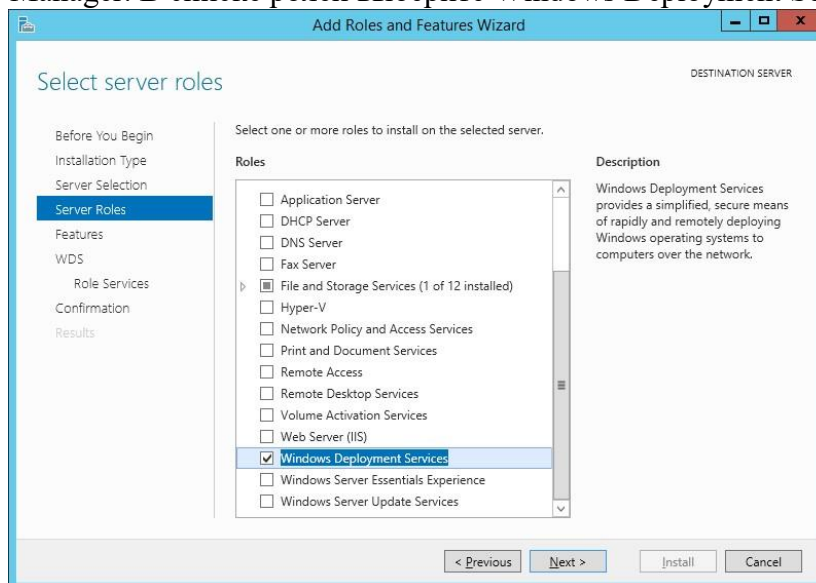 Add Roles and Features Wizard
Select server roles
DESTINATION SERVER
Before You Begin
Installation Type
Server Selection
Server Roles
Features
WDS
Role Services
Confirmation
Results
Select one or more roles to install on the selected server.
Roles
Application Server
DHCP Server
DNS Server
Fax Server
File and Storage Services (1 of 12 installed)
Hyper-V
Network Policy and Access Services
Print and Document Services
Remote Access
Remote Desktop Services
Volume Activation Services
Web Server (IIS)
Windows Deployment Services
Windows Server Essentials Experience
Windows Server Update Services
Description
Windows Deployment Services
provides a simplified, secure means
of rapidly and remotely deploying
Windows operating systems to
computers over the network.
< Previous
Next >
Install
Cancel